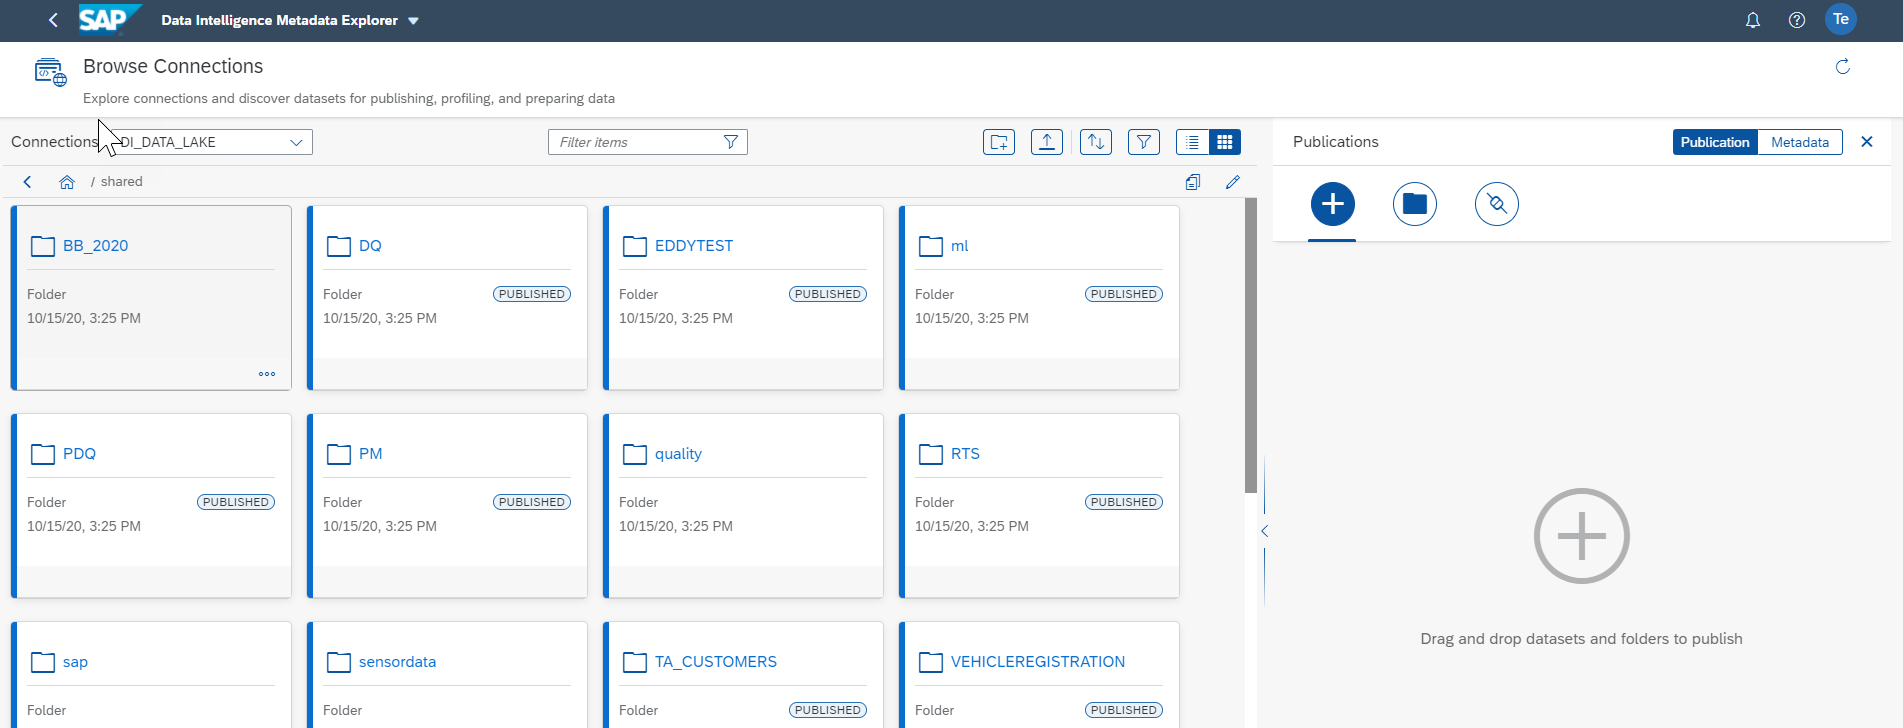 SAP Data Intelligence Metadata Explorer Te
Browse Connections
Explore connections and discover datasets for publishing, profiling, and preparing data
Connections DI_DATA_LAKE Filter items
/ shared
BB_2020 DQ EDDYTEST ml
Folder Folder PUBLISHED Folder PUBLISHED Folder PUBLISHED
10/15/20, 3:25 PM 10/15/20, 3:25 PM 10/15/20, 3:25 PM 10/15/20, 3:25 PM
PDQ PM quality RTS
Folder PUBLISHED Folder PUBLISHED Folder Folder PUBLISHED
10/15/20, 3:25 PM 10/15/20, 3:25 PM 10/15/20, 3:25 PM 10/15/20, 3:25 PM
sap sensordata TA_CUSTOMERS VEHICLEREGISTRATION
Folder Folder Folder PUBLISHED Folder PUBLISHED
Publications Publication Metadata
Drag and drop datasets and folders to publish